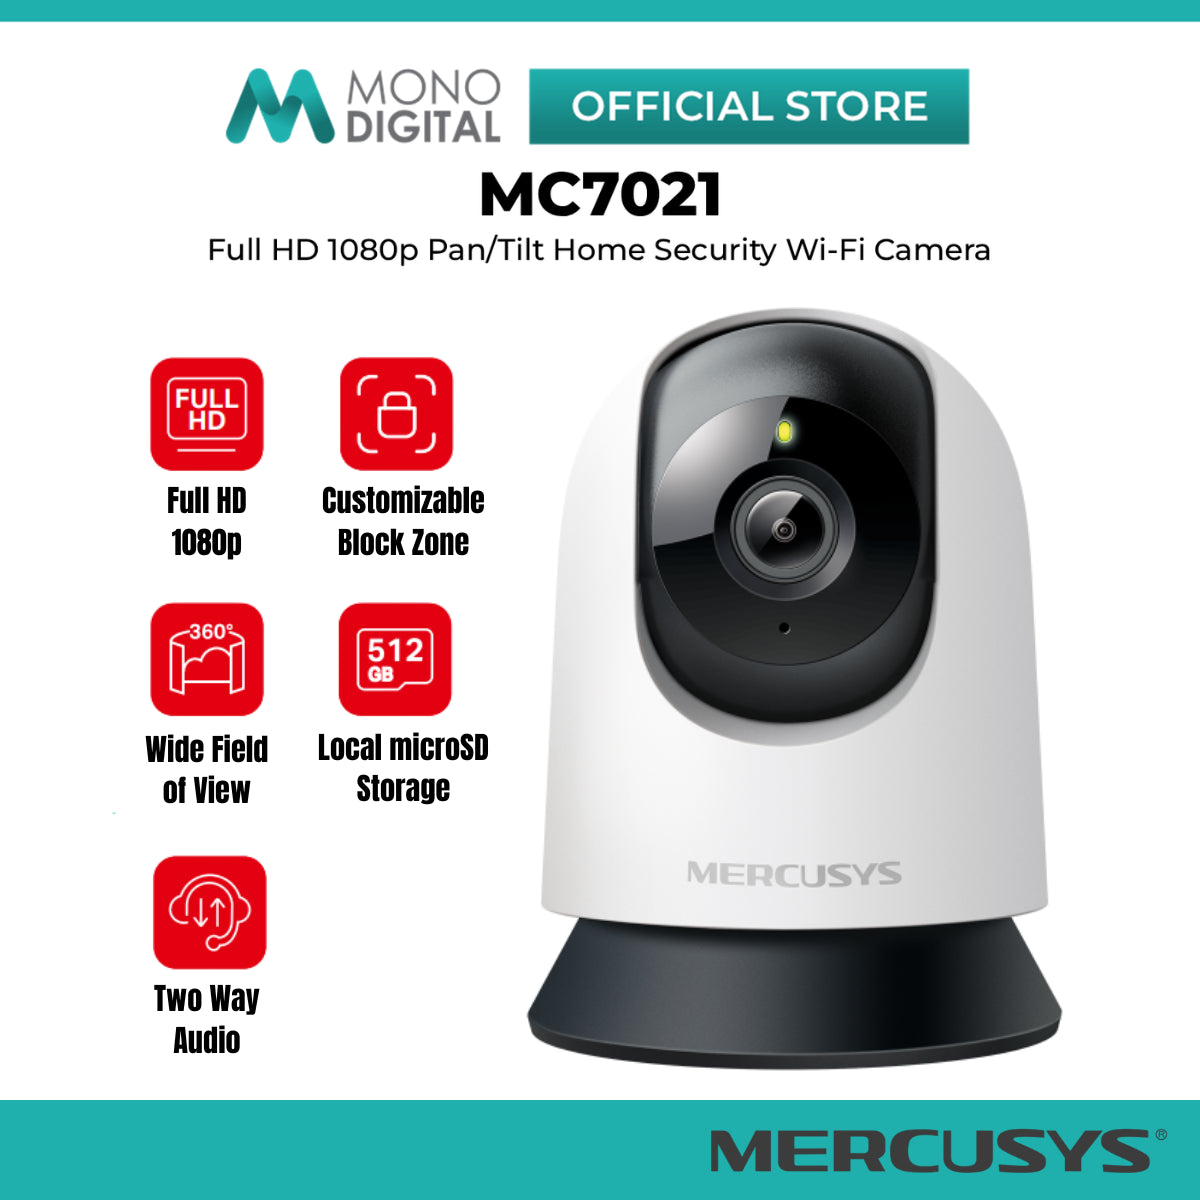 MONO
DIGITAL
OFFICIAL STORE
MC7021
Full HD 1080p Pan/Tilt Home Security Wi-Fi Camera
FULL
HD
Full HD
1080p
Customizable
Block Zone
360°
Wide Field
of View
512
GB
Local microSD
Storage
Two Way
Audio
MERCUSYS
MERCUSYS®